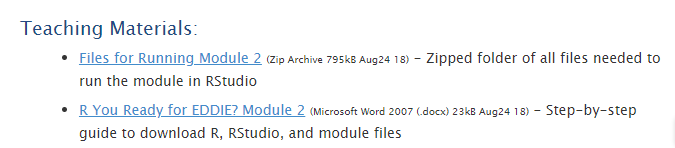 Teaching Materials:
• Files for Running Module 2 (Zip Archive 795kB Aug24 18) – Zipped folder of all files needed to
run the module in RStudio
• R You Ready for EDDIE? Module 2 (Microsoft Word 2007 (.docx) 23kB Aug24 18) – Step-by-step
guide to download R, RStudio, and module files